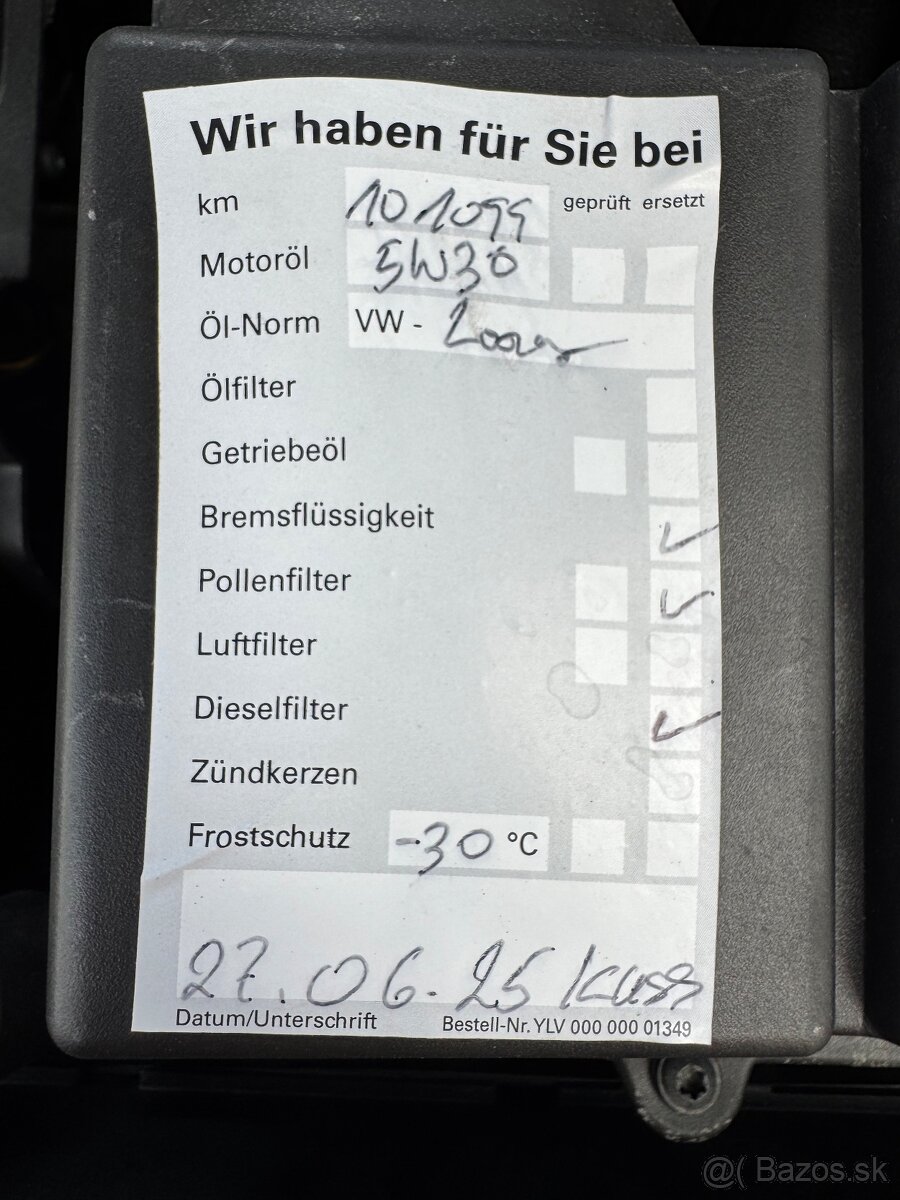 Wir haben für Sie bei
km 101099 geprüft ersetzt
Motoröl 5W30
Öl-Norm VW -
Ölfilter
Getriebeöl
Bremsflüssigkeit ✓
Pollenfilter ✓
Luftfilter
Dieselfilter ✓
Zündkerzen
Frostschutz -30 °C
27.06.25
Datum/Unterschrift Bestell-Nr. YLV 000 000 01349
@( Bazos.sk